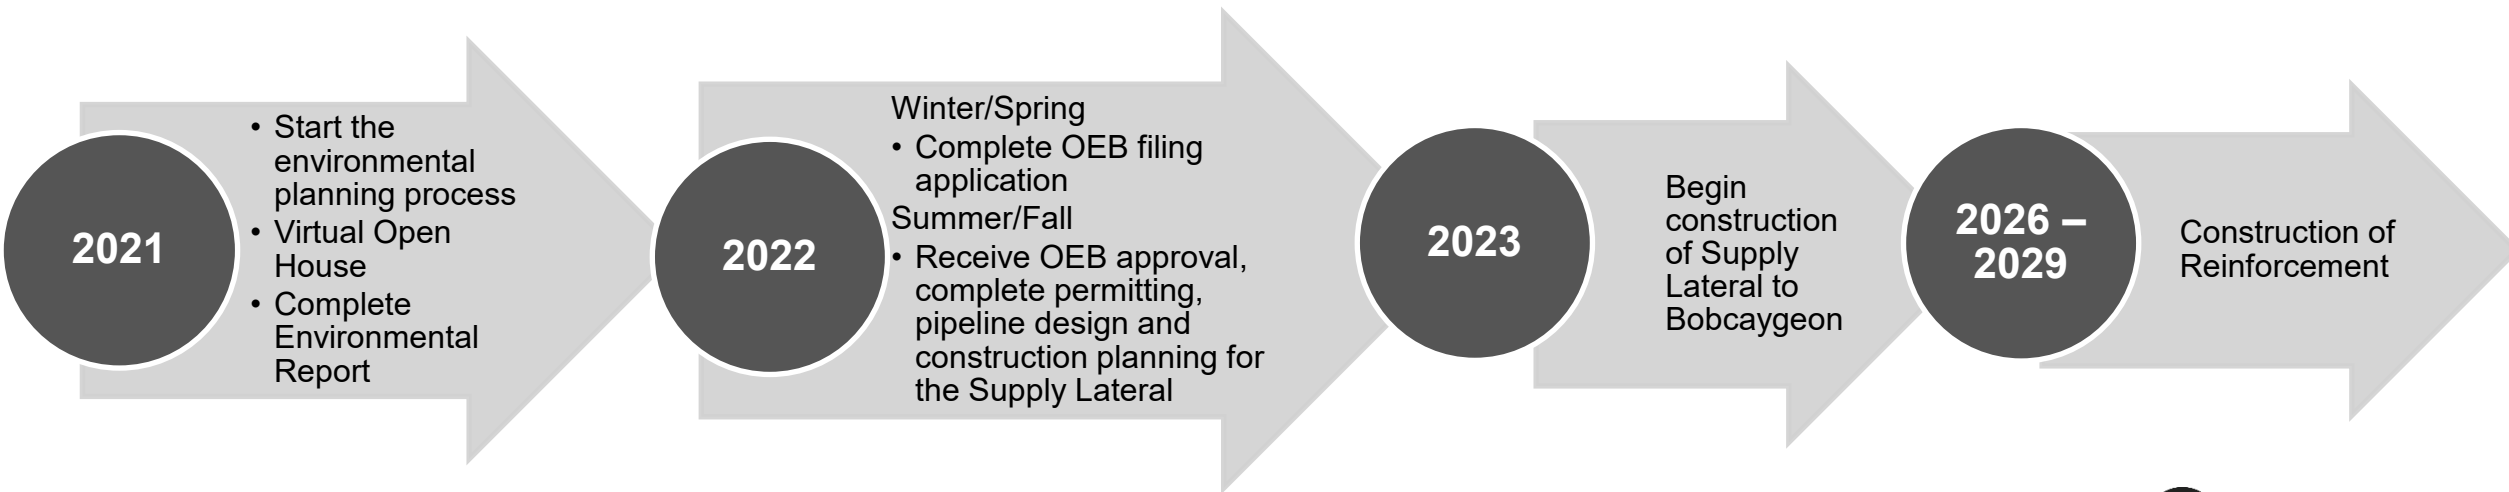 2021
• Start the
environmental
planning process
• Virtual Open
House
• Complete
Environmental
Report
2022
Winter/Spring
• Complete OEB filing
application
Summer/Fall
• Receive OEB approval,
complete permitting,
pipeline design and
construction planning for
the Supply Lateral
2023
Begin
construction
of Supply
Lateral to
Bobcaygeon
2026 –
2029
Construction of
Reinforcement